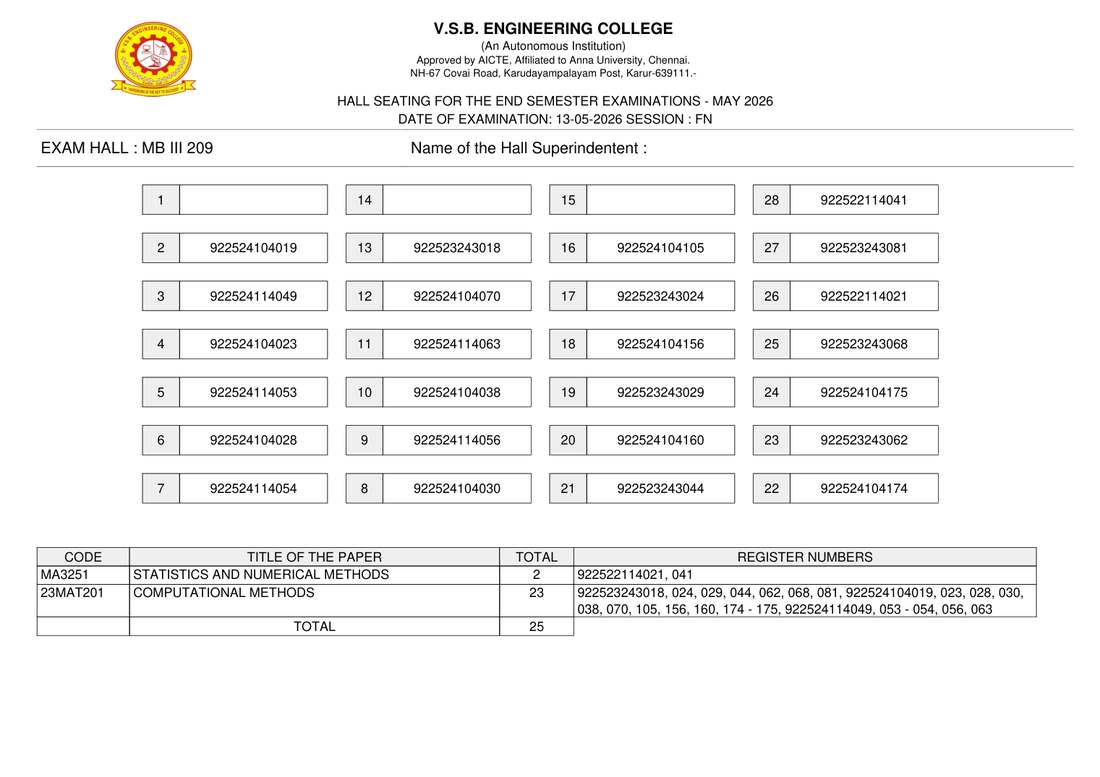 V.S.B. ENGINEERING COLLEGE
(An Autonomous Institution)
Approved by AICTE, Affiliated to Anna University, Chennai.
NH-67 Covai Road, Karudayampalayam Post, Karur-639111.-
HALL SEATING FOR THE END SEMESTER EXAMINATIONS - MAY 2026
DATE OF EXAMINATION: 13-05-2026 SESSION : FN
EXAM HALL : MB III 209 Name of the Hall Superindentent :
1 14 15 28 922522114041
2 922524104019 13 922523243018 16 922524104105 27 922523243081
3 922524114049 12 922524104070 17 922523243024 26 922522114021
4 922524104023 11 922524114063 18 922524104156 25 922523243068
5 922524114053 10 922524104038 19 922523243029 24 922524104175
6 922524104028 9 922524114056 20 922524104160 23 922523243062
7 922524114054 8 922524104030 21 922523243044 22 922524104174
CODE TITLE OF THE PAPER TOTAL REGISTER NUMBERS
MA3251 STATISTICS AND NUMERICAL METHODS 2 922522114021, 041
23MAT201 COMPUTATIONAL METHODS 23 922523243018, 024, 029, 044, 062, 068, 081, 922524104019, 023, 028, 030,
038, 070, 105, 156, 160, 174 - 175, 922524114049, 053 - 054, 056, 063
TOTAL 25